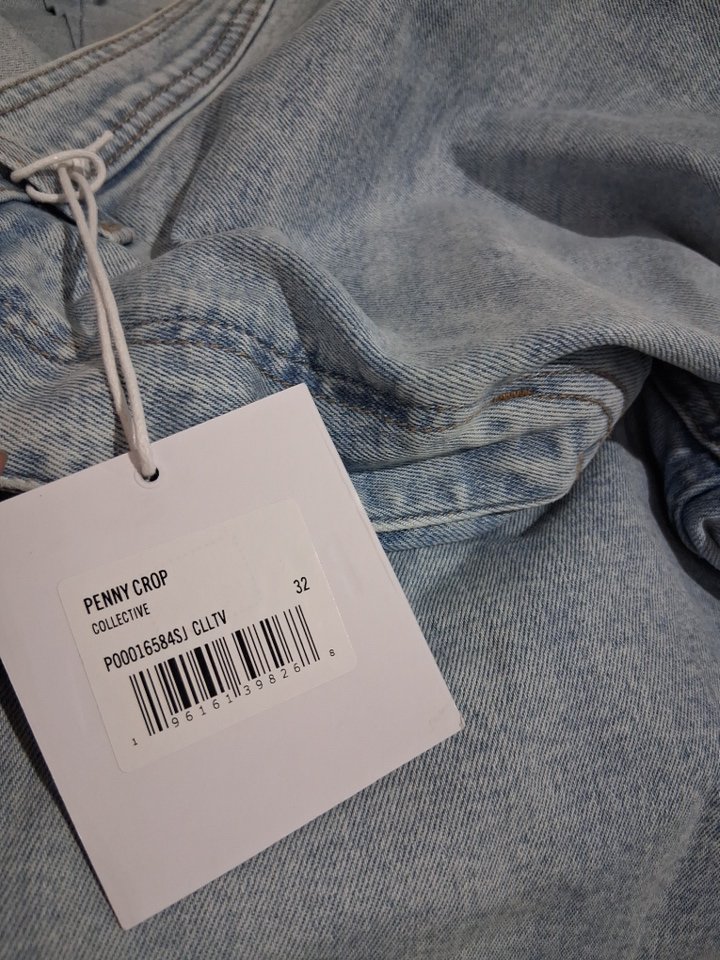 PENNY CROP
COLLECTIVE 32
P00016584SJ CLLTV
1 96161 39826 8